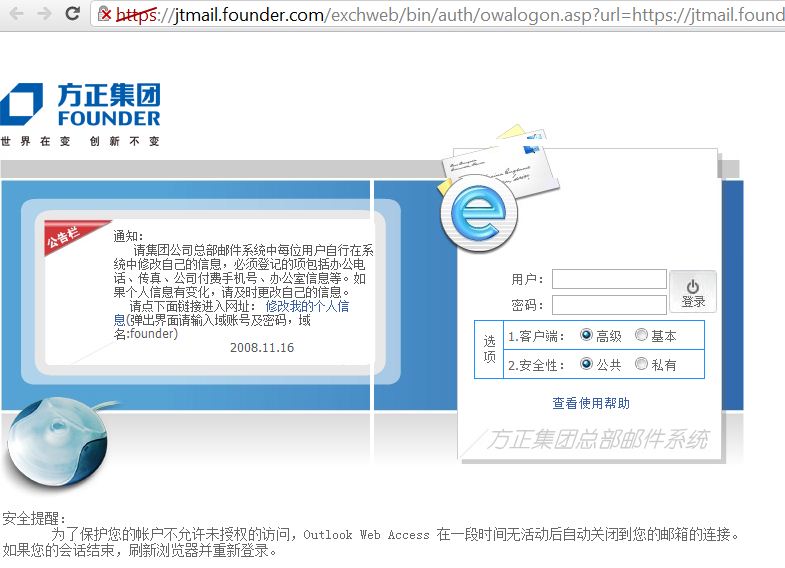 https://jtmail.founder.com/exchweb/bin/auth/owalogon.asp?url=https://jtmail.found
方正集团
FOUNDER
世界在变 创新不变
公告栏
通知：
请集团公司总部邮件系统中每位用户自行在系
统中修改自己的信息，必须登记的项包括办公电
话、传真、公司付费手机号、办公室信息等。如
果个人信息有变化，请及时更改自己的信息。
请点下面链接进入网址： 修改我的个人信
息(弹出界面请输入域账号及密码，域
名:founder)
2008.11.16
用户：
密码：
登录
选项
1.客户端： 高级 基本
2.安全性： 公共 私有
查看使用帮助
方正集团总部邮件系统
安全提醒：
为了保护您的帐户不允许未授权的访问，Outlook Web Access 在一段时间无活动后自动关闭到您的邮箱的连接。
如果您的会话结束，刷新浏览器并重新登录。